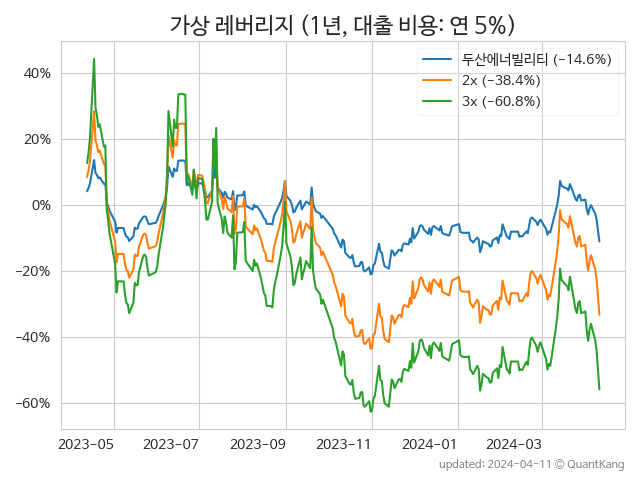 가상 레버리지 (1년, 대출 비용: 연 5%)
두산에너빌리티 (−14.6%)
2x (−38.4%)
3x (−60.8%)
40%
20%
0%
−20%
−40%
−60%
2023-05
2023-07
2023-09
2023-11
2024-01
2024-03
updated: 2024-04-11 © QuantKang